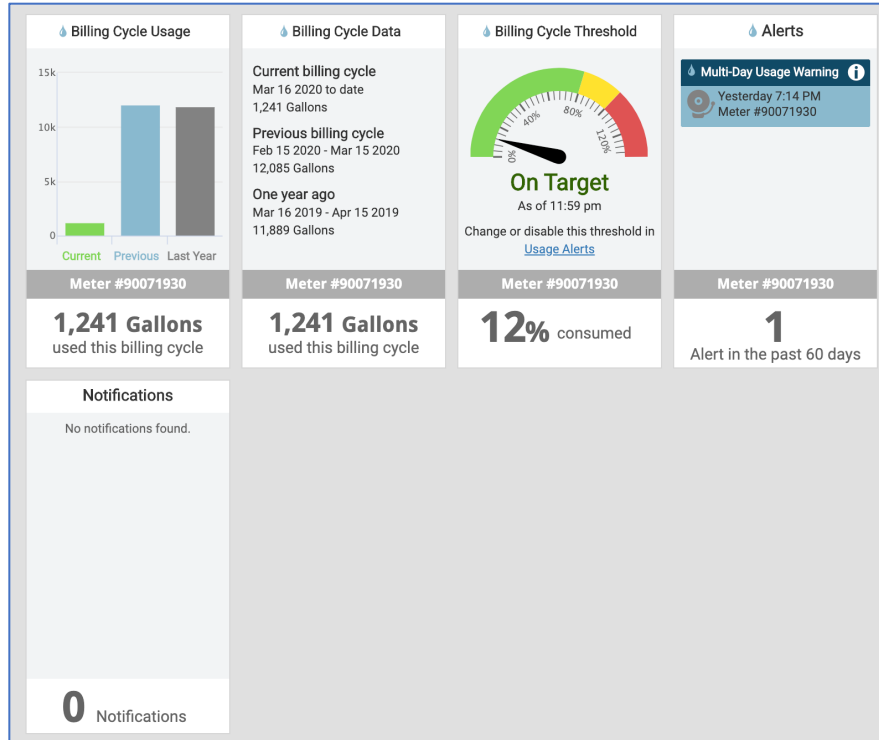 Billing Cycle Usage
15k
10k
5k
0
Current Previous Last Year
Meter #90071930
1,241 Gallons
used this billing cycle
Billing Cycle Data
Current billing cycle
Mar 16 2020 to date
1,241 Gallons
Previous billing cycle
Feb 15 2020 - Mar 15 2020
12,085 Gallons
One year ago
Mar 16 2019 - Apr 15 2019
11,889 Gallons
Meter #90071930
1,241 Gallons
used this billing cycle
Billing Cycle Threshold
0%
40%
80%
120%
On Target
As of 11:59 pm
Change or disable this threshold in
Usage Alerts
Meter #90071930
12% consumed
Alerts
Multi-Day Usage Warning i
Yesterday 7:14 PM
Meter #90071930
Meter #90071930
1
Alert in the past 60 days
Notifications
No notifications found.
0 Notifications